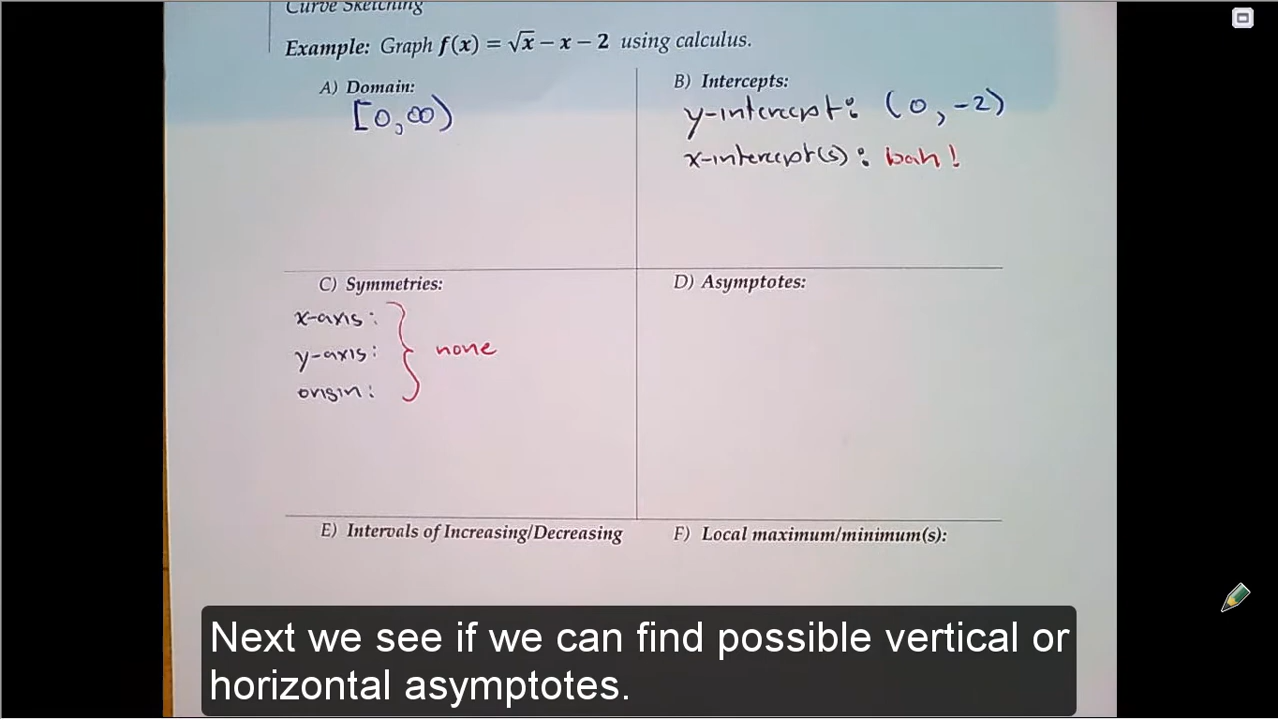 Curve Sketching
Example: Graph f(x) = √x − x − 2 using calculus.
A) Domain:
[0, ∞)
B) Intercepts:
y-intercept: (0, -2)
x-intercept(s): bah!
C) Symmetries:
x-axis:
y-axis:
origin:
none
D) Asymptotes:
E) Intervals of Increasing/Decreasing
F) Local maximum/minimum(s):
Next we see if we can find possible vertical or
horizontal asymptotes.